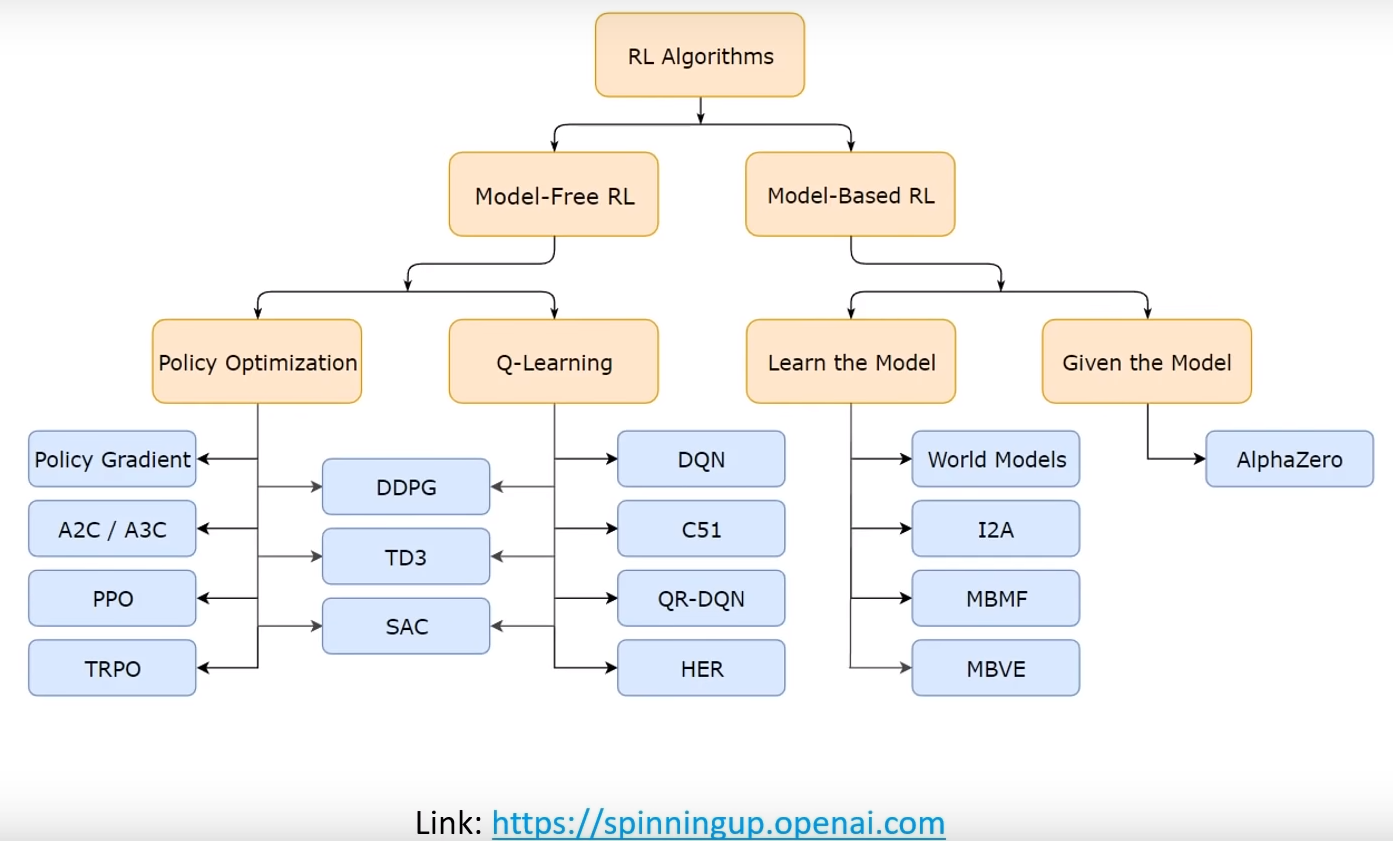 RL Algorithms
Model-Free RL
Model-Based RL
Policy Optimization
Q-Learning
Learn the Model
Given the Model
Policy Gradient
DDPG
DQN
World Models
AlphaZero
A2C / A3C
TD3
C51
I2A
PPO
SAC
QR-DQN
MBMF
TRPO
HER
MBVE
Link: https://spinningup.openai.com